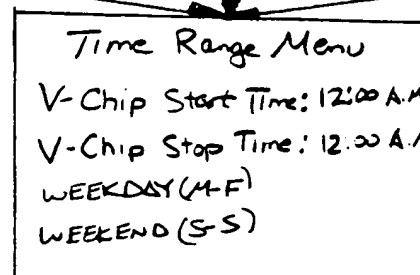 Time Range Menu
V-Chip Start Time: 12:00 A.M
V-Chip Stop Time: 12:00 A.M
WEEKDAY (M-F)
WEEKEND (S-S)